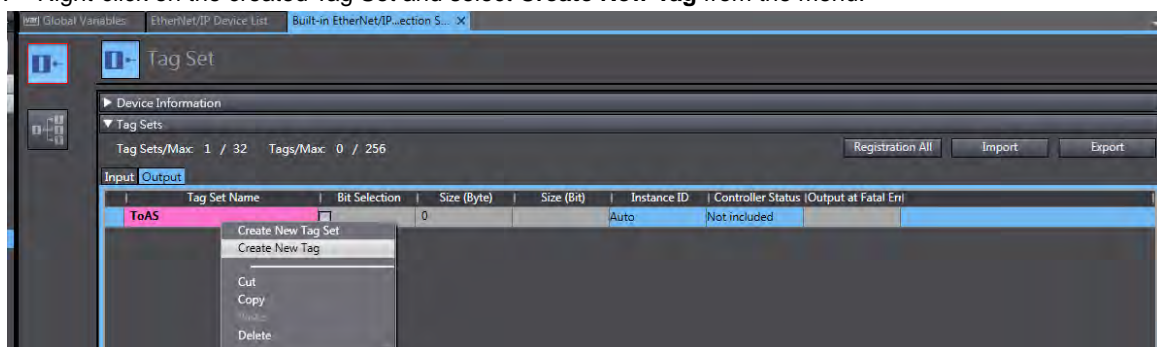 Right-click on the created Tag Set and select Create New Tag from the menu.
Global Variables EtherNet/IP Device List Built-in EtherNet/IP...ection S... X
Tag Set
Device Information
Tag Sets
Tag Sets/Max: 1 / 32 Tags/Max: 0 / 256 Registration All Import Export
Input Output
Tag Set Name | Bit Selection | Size (Byte) | Size (Bit) | Instance ID | Controller Status |Output at Fatal Err|
ToAS 0 Auto Not included
Create New Tag Set
Create New Tag
Cut
Copy
Delete